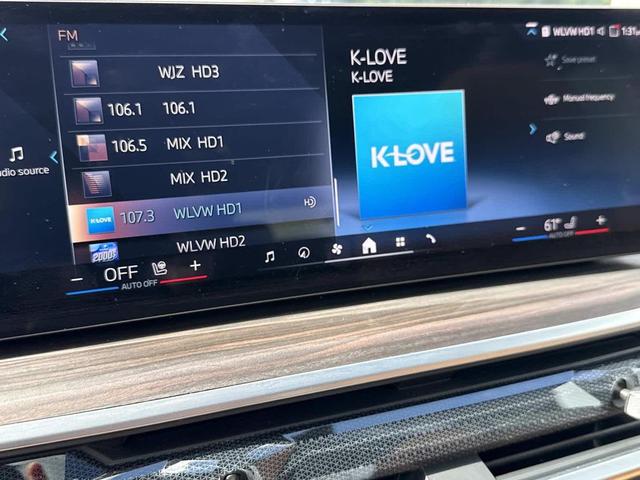 FM
WJZ HD3
106.1 106.1
106.5 MIX HD1
MIX HD2
107.3 WLVW HD1
WLVW HD2
2000s
K-LOVE
K-LOVE
K-LOVE
WLVW HD1 1:31
Save preset
Manual frequency
Sound
dio source
- OFF +
AUTO OFF
- 61° +
AUTO OFF